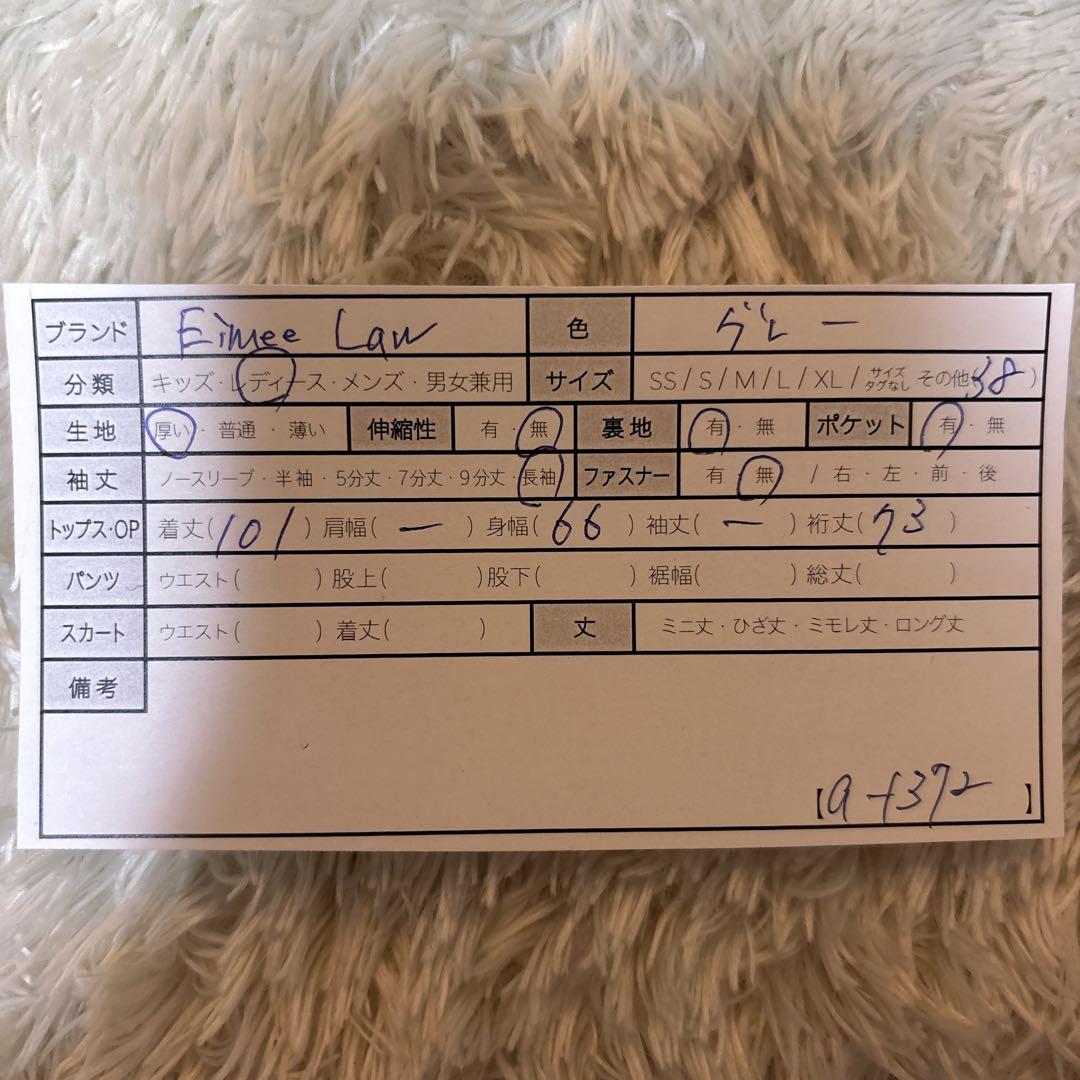 ブランド Eimee Law 色 グレー
分類 キッズ・レディース・メンズ・男女兼用 サイズ SS / S / M / L / XL / サイズタグなし その他(38)
生地 厚い・普通・薄い 伸縮性 有・無 裏地 有・無 ポケット 有・無
袖丈 ノースリーブ・半袖・5分丈・7分丈・9分丈・長袖 ファスナー 有・無 / 右・左・前・後
トップス・OP 着丈(101) 肩幅(ー) 身幅(66) 袖丈(ー) 裄丈(73)
パンツ ウエスト( ) 股上( ) 股下( ) 裾幅( ) 総丈( )
スカート ウエスト( ) 着丈( ) 丈 ミニ丈・ひざ丈・ミモレ丈・ロング丈
備考
【a-f372】